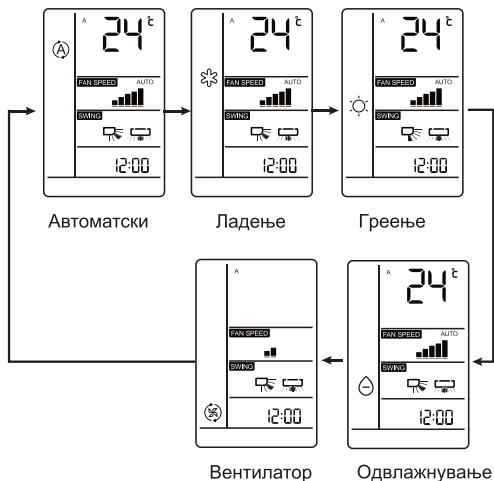 A
24 °c
FAN SPEED AUTO
SWING
12:00
Автоматски
A
24 °c
FAN SPEED AUTO
SWING
12:00
Ладење
A
24 °c
FAN SPEED AUTO
SWING
12:00
Греење
A
FAN SPEED
SWING
12:00
Вентилатор
A
24 °c
FAN SPEED AUTO
SWING
12:00
Одвлажнување